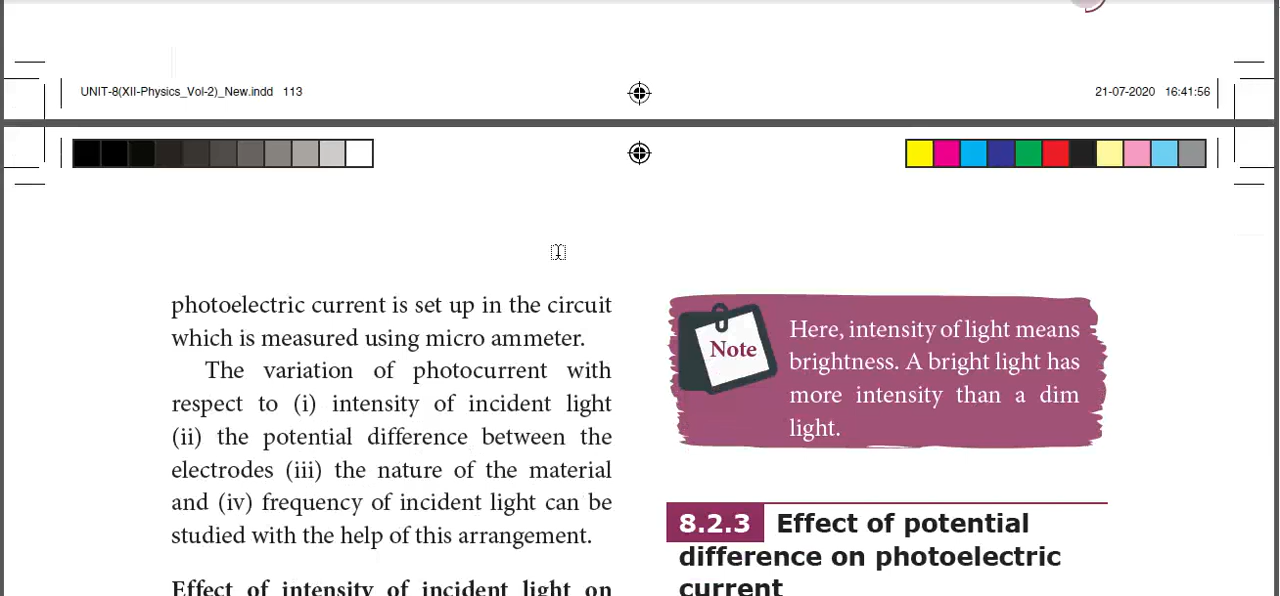 UNIT-8(XII-Physics_Vol-2)_New.indd 113
21-07-2020 16:41:56
photoelectric current is set up in the circuit
which is measured using micro ammeter.
The variation of photocurrent with
respect to (i) intensity of incident light
(ii) the potential difference between the
electrodes (iii) the nature of the material
and (iv) frequency of incident light can be
studied with the help of this arrangement.
Effect of intensity of incident light on
Note
Here, intensity of light means
brightness. A bright light has
more intensity than a dim
light.
8.2.3 Effect of potential
difference on photoelectric
current